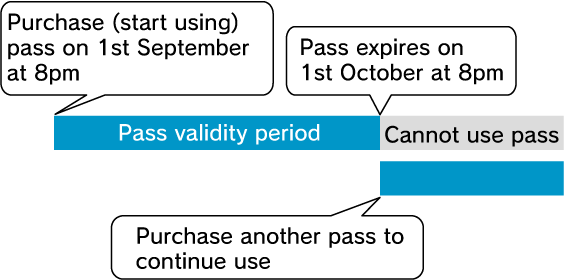 Purchase (start using)
pass on 1st September
at 8pm
Pass expires on
1st October at 8pm
Pass validity period
Cannot use pass
Purchase another pass to
continue use